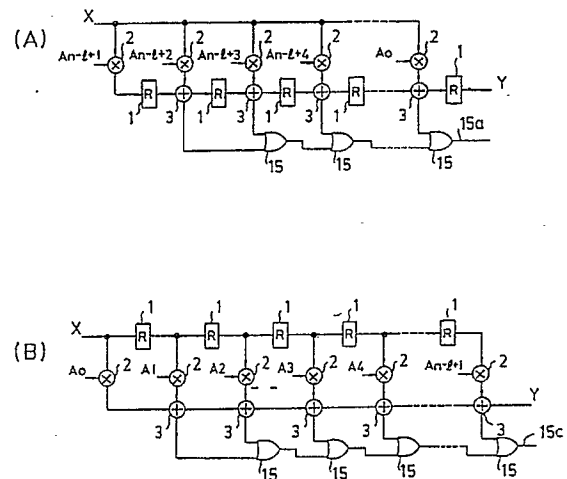 X
(A)
2 2 2 2 2
An-ℓ+1 An-ℓ+2 An-ℓ+3 An-ℓ+4 A0
1
R R R R R Y
1 3 1 3 1 3 1 3
15a
15 15 15
1 1 1 1 1
X
(B)
R R R R R
A0 2 A1 2 A2 2 A3 2 A4 2 An-ℓ+1 2
Y
3 3 3 3 3
15c
15 15 15 15